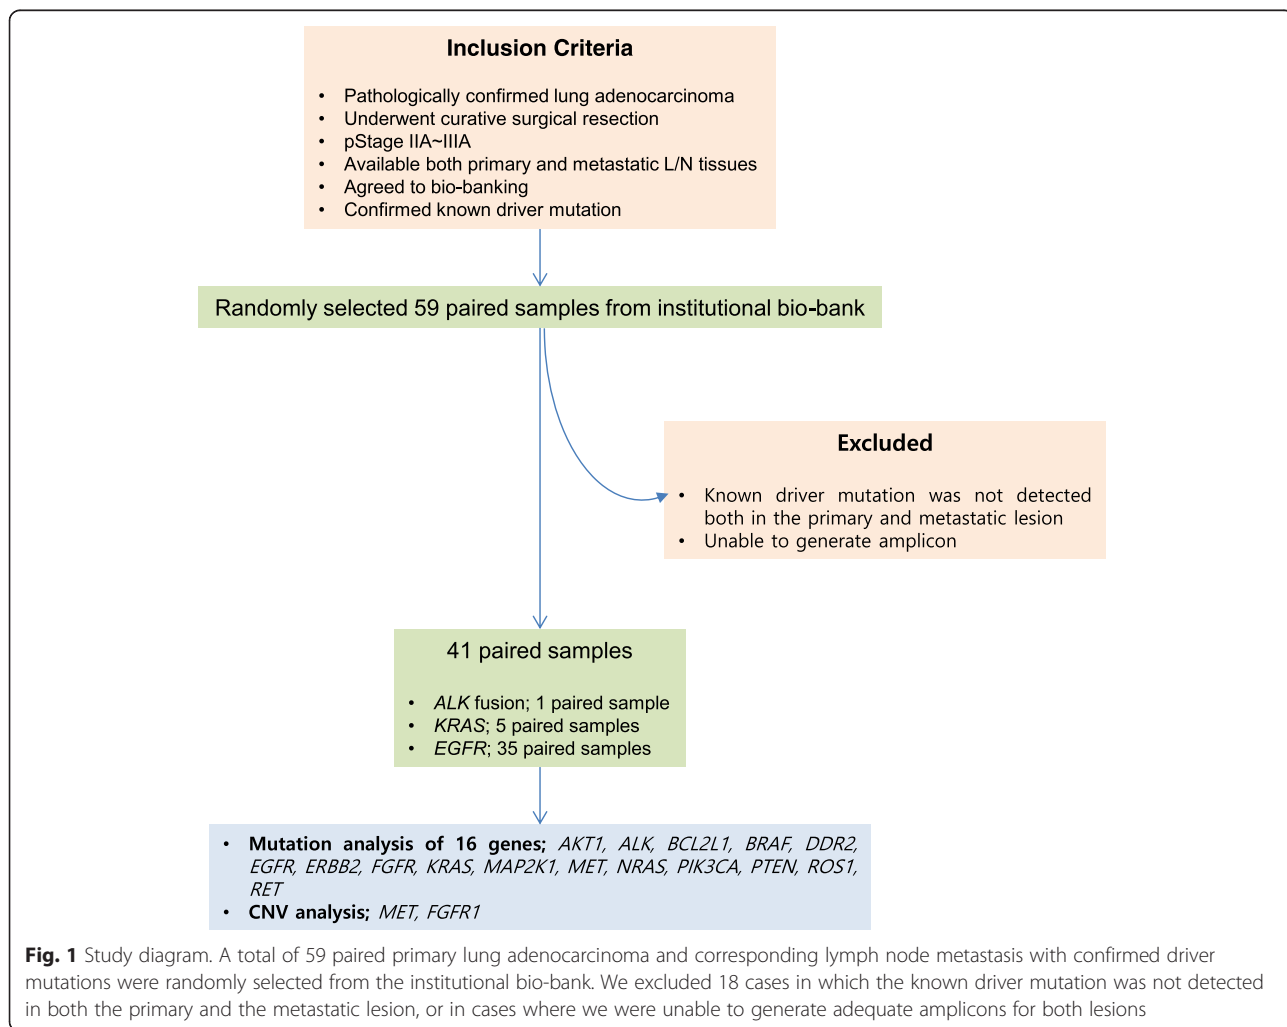 Inclusion Criteria
• Pathologically confirmed lung adenocarcinoma
• Underwent curative surgical resection
• pStage IIA~IIIA
• Available both primary and metastatic L/N tissues
• Agreed to bio-banking
• Confirmed known driver mutation
Randomly selected 59 paired samples from institutional bio-bank
Excluded
• Known driver mutation was not detected
both in the primary and metastatic lesion
• Unable to generate amplicon
41 paired samples
• ALK fusion; 1 paired sample
• KRAS; 5 paired samples
• EGFR; 35 paired samples
• Mutation analysis of 16 genes; AKT1, ALK, BCL2L1, BRAF, DDR2,
EGFR, ERBB2, FGFR, KRAS, MAP2K1, MET, NRAS, PIK3CA, PTEN, ROS1,
RET
• CNV analysis; MET, FGFR1
Fig. 1 Study diagram. A total of 59 paired primary lung adenocarcinoma and corresponding lymph node metastasis with confirmed driver
mutations were randomly selected from the institutional bio-bank. We excluded 18 cases in which the known driver mutation was not detected
in both the primary and the metastatic lesion, or in cases where we were unable to generate adequate amplicons for both lesions